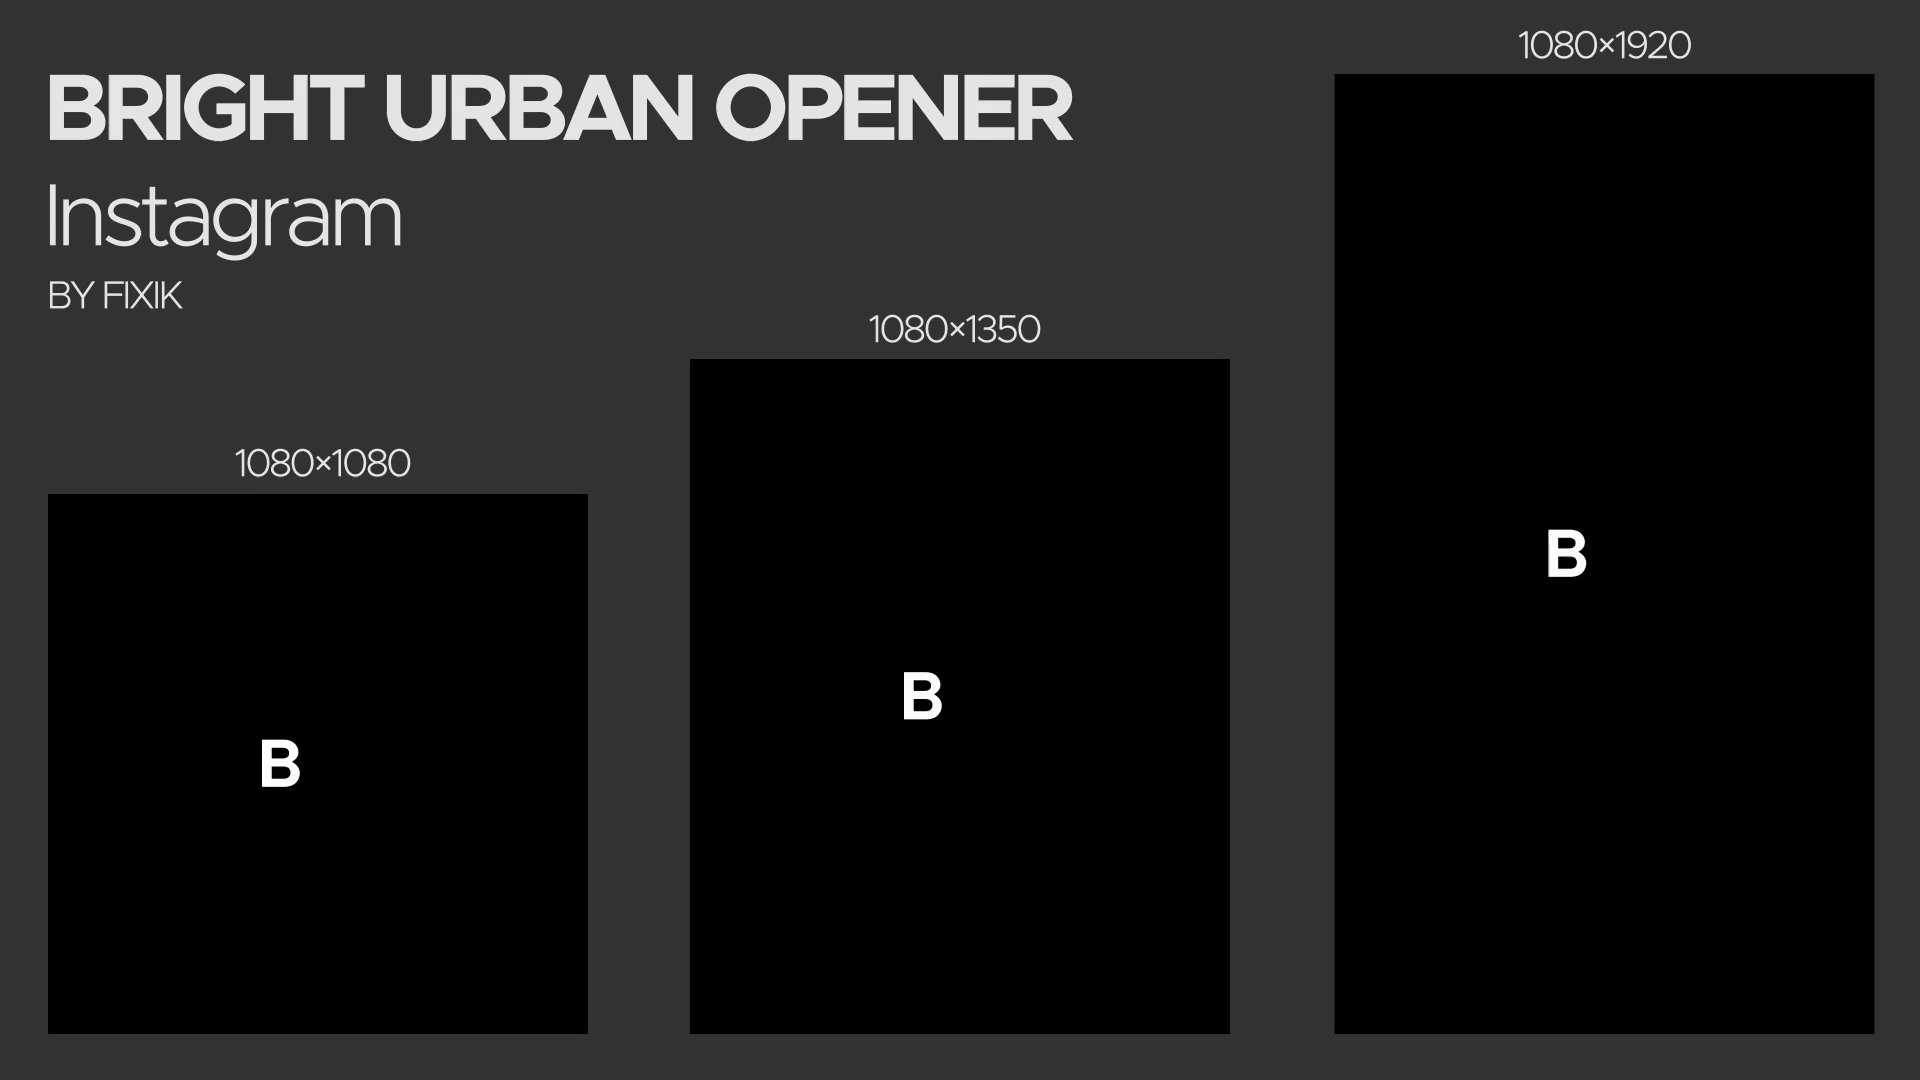 BRIGHT URBAN OPENER
Instagram
BY FIXIK
1080×1080
B
1080×1350
B
1080×1920
B